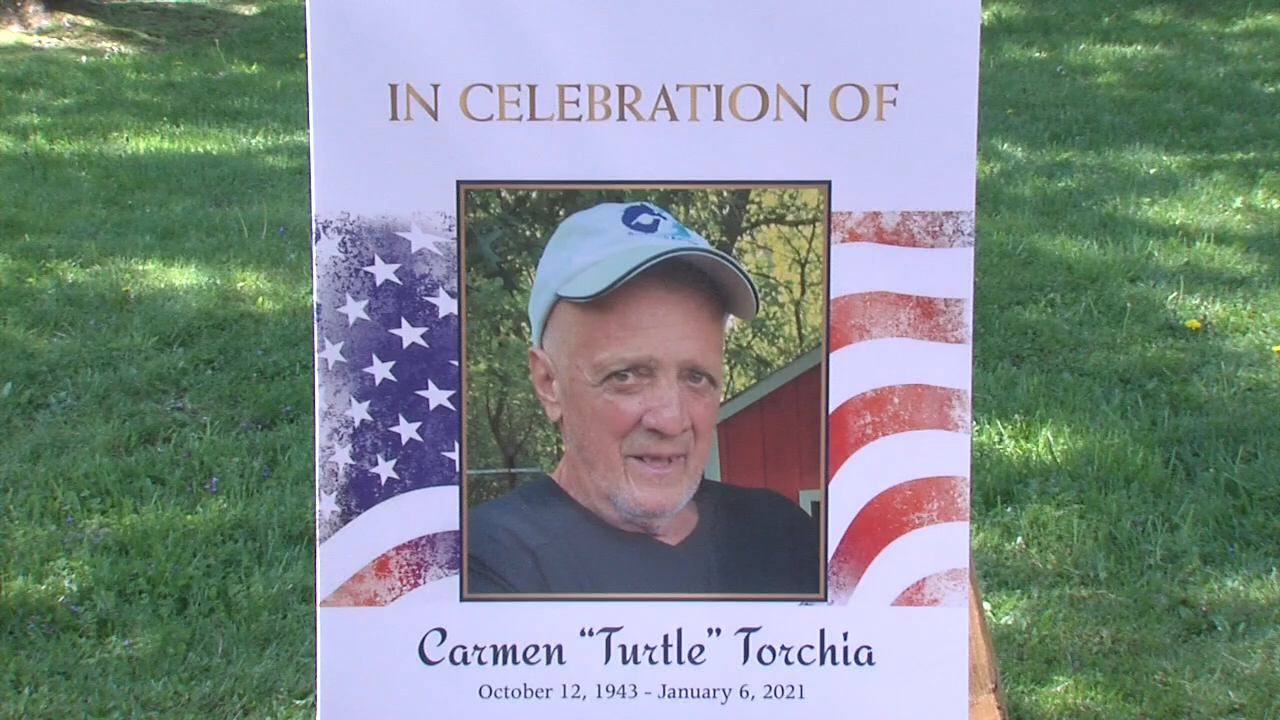 IN CELEBRATION OF
Carmen “Turtle” Torchia
October 12, 1943 - January 6, 2021